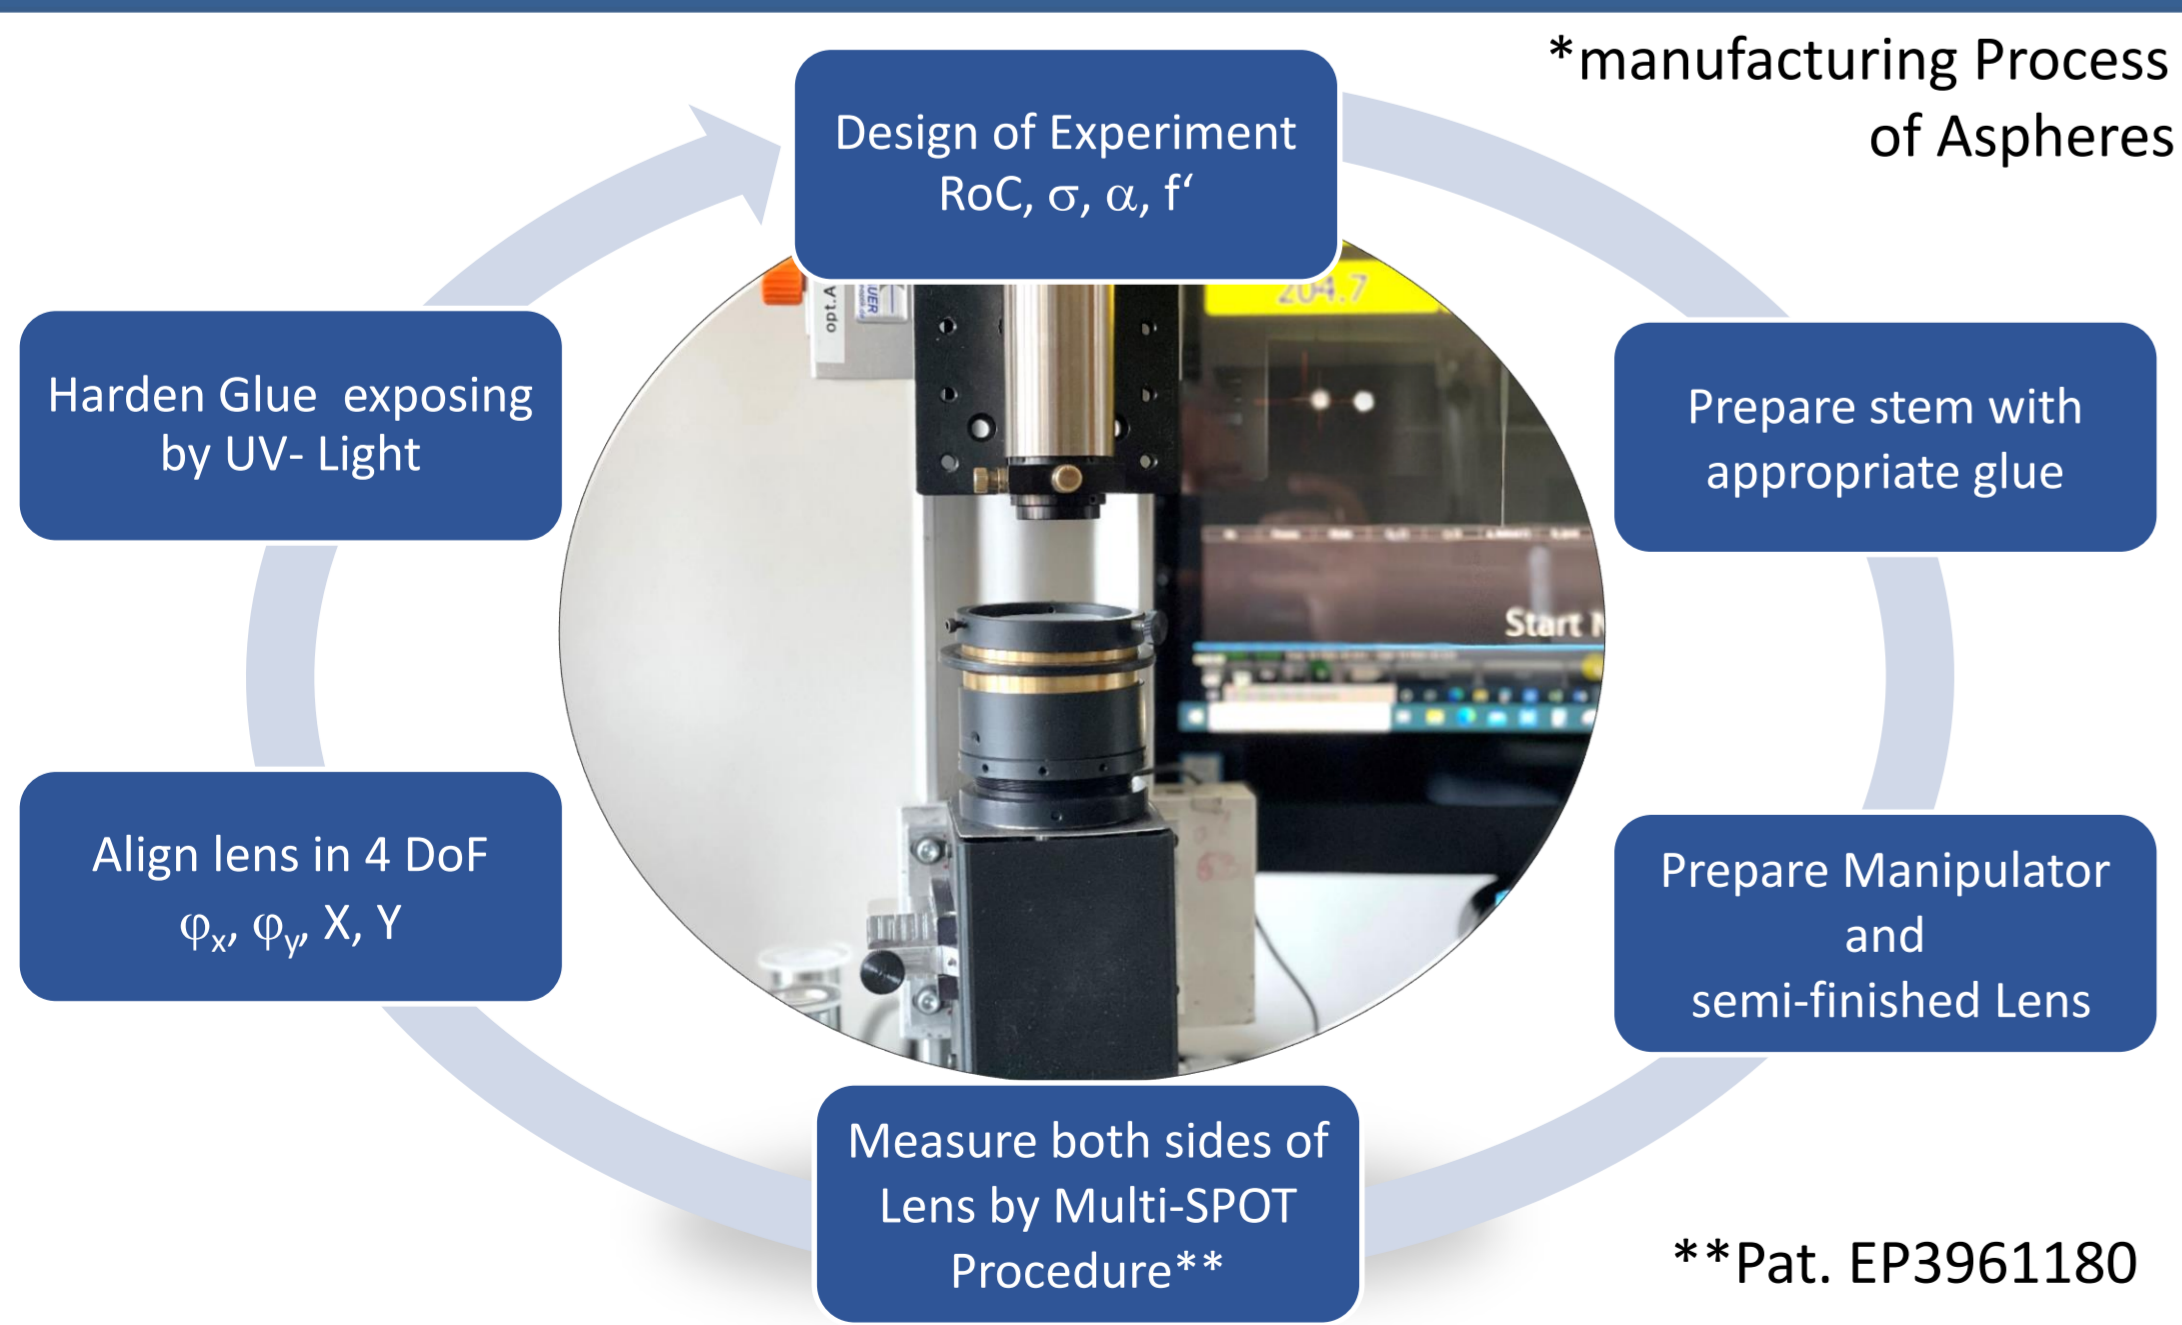 *manufacturing Process
of Aspheres
Design of Experiment
RoC, σ, α, f‘
Prepare stem with
appropriate glue
Prepare Manipulator
and
semi-finished Lens
Measure both sides of
Lens by Multi-SPOT
Procedure**
Align lens in 4 DoF
φx, φy, X, Y
Harden Glue  exposing
by UV- Light
opt.A
204.7
Start
**Pat. EP3961180